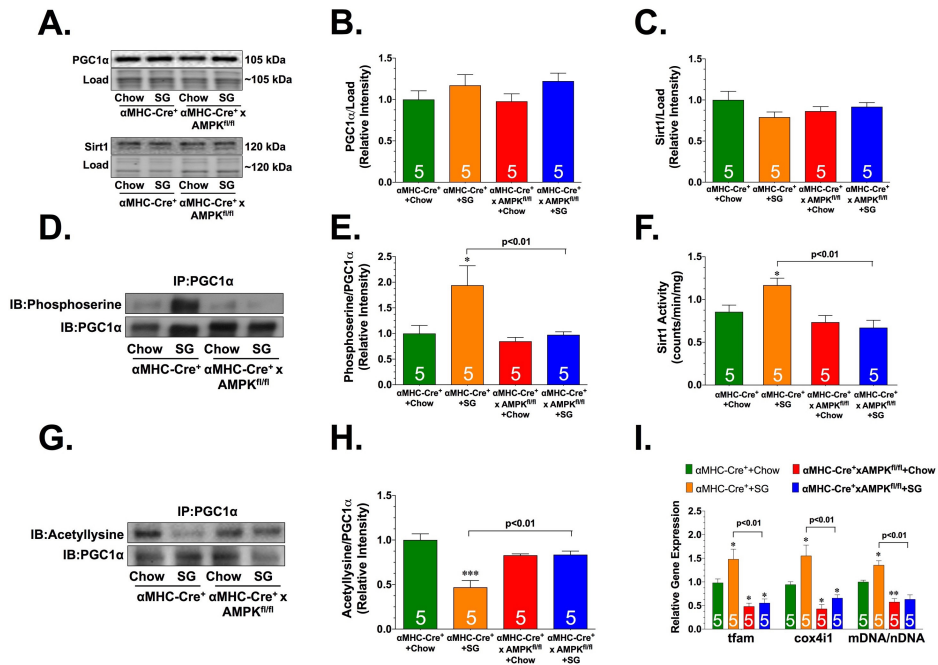 A.
PGC1α
105 kDa
Load
~105 kDa
Chow SG Chow SG
αMHC-Cre⁺ αMHC-Cre⁺ x
AMPKᶠˡ/ᶠˡ
Sirt1
120 kDa
Load
~120 kDa
Chow SG Chow SG
αMHC-Cre⁺ αMHC-Cre⁺ x
AMPKᶠˡ/ᶠˡ
B.
PGC1α/Load
(Relative Intensity)
1.5
1.0
0.5
0.0
5 5 5 5
αMHC-Cre⁺ αMHC-Cre⁺ αMHC-Cre⁺ αMHC-Cre⁺
+Chow +SG x AMPKᶠˡ/ᶠˡ x AMPKᶠˡ/ᶠˡ
+Chow +SG
C.
Sirt1/Load
(Relative Intensity)
1.5
1.0
0.5
0.0
5 5 5 5
αMHC-Cre⁺ αMHC-Cre⁺ αMHC-Cre⁺ αMHC-Cre⁺
+Chow +SG x AMPKᶠˡ/ᶠˡ x AMPKᶠˡ/ᶠˡ
+Chow +SG
D.
IP:PGC1α
IB:Phosphoserine
IB:PGC1α
Chow SG Chow SG
αMHC-Cre⁺ αMHC-Cre⁺ x
AMPKᶠˡ/ᶠˡ
E.
Phosphoserine/PGC1α
(Relative Intensity)
2.5
2.0
1.5
1.0
0.5
0.0
p<0.01
*
5 5 5 5
αMHC-Cre⁺ αMHC-Cre⁺ αMHC-Cre⁺ αMHC-Cre⁺
+Chow +SG x AMPKᶠˡ/ᶠˡ x AMPKᶠˡ/ᶠˡ
+Chow +SG
F.
Sirt1 Activity
(counts/min/mg)
1.5
1.0
0.5
0.0
p<0.01
*
5 5 5 5
αMHC-Cre⁺ αMHC-Cre⁺ αMHC-Cre⁺ αMHC-Cre⁺
+Chow +SG x AMPKᶠˡ/ᶠˡ x AMPKᶠˡ/ᶠˡ
+Chow +SG
G.
IP:PGC1α
IB:Acetyllysine
IB:PGC1α
Chow SG Chow SG
αMHC-Cre⁺ αMHC-Cre⁺ x
AMPKᶠˡ/ᶠˡ
H.
Acetyllysine/PGC1α
(Relative Intensity)
1.5
1.0
0.5
0.0
p<0.01
***
5 5 5 5
αMHC-Cre⁺ αMHC-Cre⁺ αMHC-Cre⁺ αMHC-Cre⁺
+Chow +SG x AMPKᶠˡ/ᶠˡ x AMPKᶠˡ/ᶠˡ
+Chow +SG
I.
αMHC-Cre⁺+Chow αMHC-Cre⁺xAMPKᶠˡ/ᶠˡ+Chow
αMHC-Cre⁺+SG αMHC-Cre⁺xAMPKᶠˡ/ᶠˡ+SG
Relative Gene Expression
2.0
1.5
1.0
0.5
0.0
p<0.01 p<0.01 p<0.01
* * *
* * * * **
5 5 5 5 5 5 5 5 5 5 5 5
tfam cox4i1 mDNA/nDNA